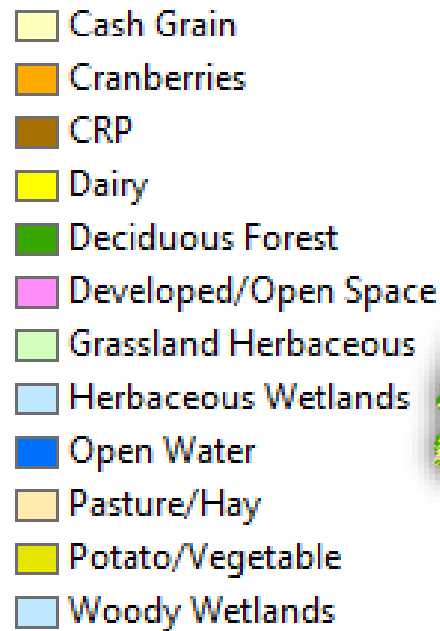 Cash Grain
Cranberries
CRP
Dairy
Deciduous Forest
Developed/Open Space
Grassland Herbaceous
Herbaceous Wetlands
Open Water
Pasture/Hay
Potato/Vegetable
Woody Wetlands